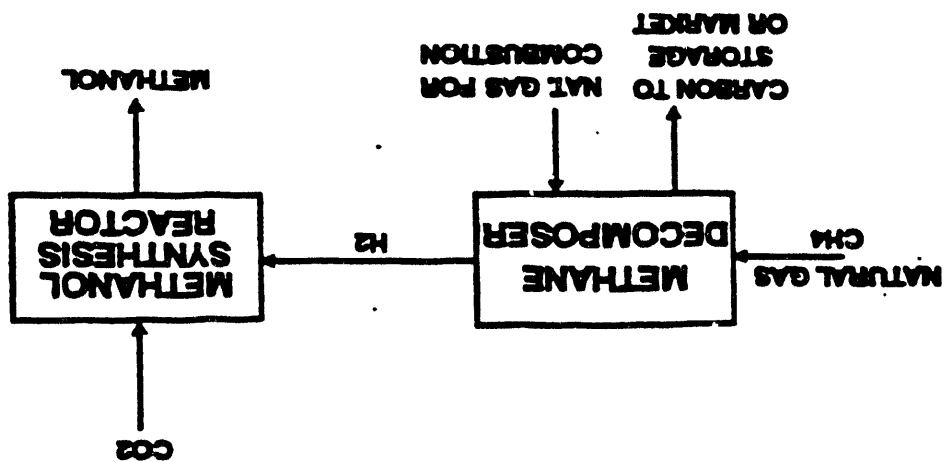 CO2
NATURAL GAS
CH4
METHANE
DECOMPOSER
H2
METHANOL
SYNTHESIS
REACTOR
CARBON TO
STORAGE
OR MARKET
NAT. GAS FOR
COMBUSTION
METHANOL